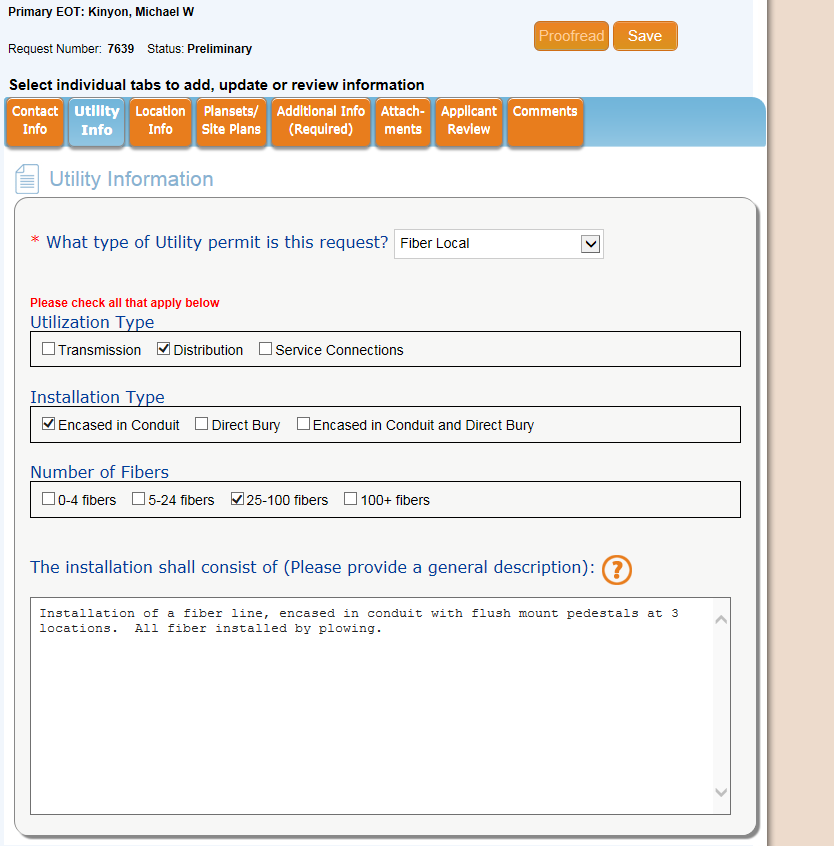 Primary EOT: Kinyon, Michael W
Request Number: 7639 Status: Preliminary
Proofread Save
Select individual tabs to add, update or review information
Contact Info
Utility Info
Location Info
Plansets/ Site Plans
Additional Info (Required)
Attach- ments
Applicant Review
Comments
Utility Information
* What type of Utility permit is this request? Fiber Local
Please check all that apply below
Utilization Type
Transmission Distribution Service Connections
Installation Type
Encased in Conduit Direct Bury Encased in Conduit and Direct Bury
Number of Fibers
0-4 fibers 5-24 fibers 25-100 fibers 100+ fibers
The installation shall consist of (Please provide a general description): ?
Installation of a fiber line, encased in conduit with flush mount pedestals at 3
locations.  All fiber installed by plowing.